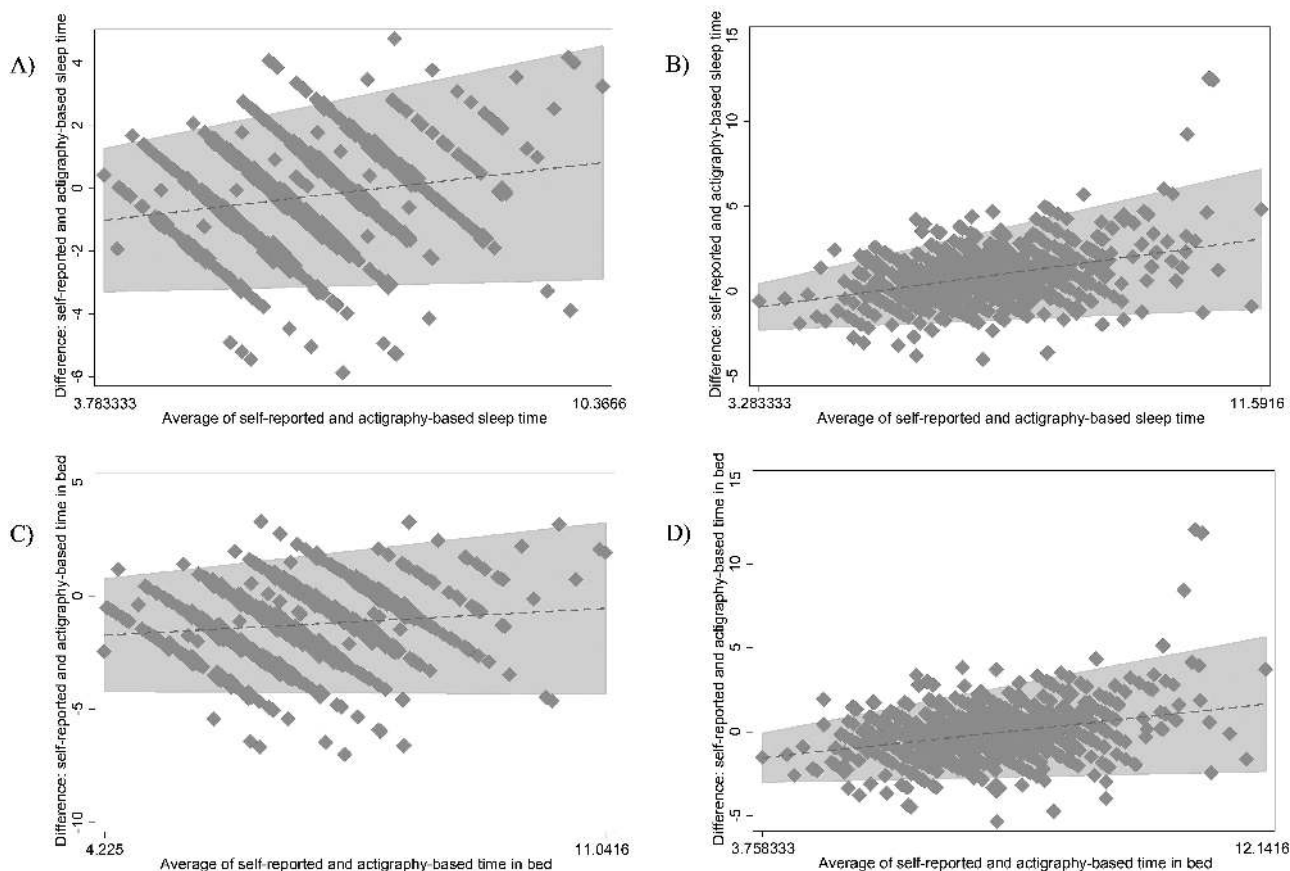 A)
Difference: self-reported and actigraphy-based sleep time
4
2
0
-2
-4
-6
3.783333
10.3666
Average of self-reported and actigraphy-based sleep time
B)
Difference: self-reported and actigraphy-based sleep time
15
10
5
0
-5
3.283333
11.5916
Average of self-reported and actigraphy-based sleep time
C)
Difference: self-reported and actigraphy-based time in bed
5
0
-5
-10
4.225
11.0416
Average of self-reported and actigraphy-based time in bed
D)
Difference: self-reported and actigraphy-based time in bed
15
10
5
0
-5
3.758333
12.1416
Average of self-reported and actigraphy-based time in bed